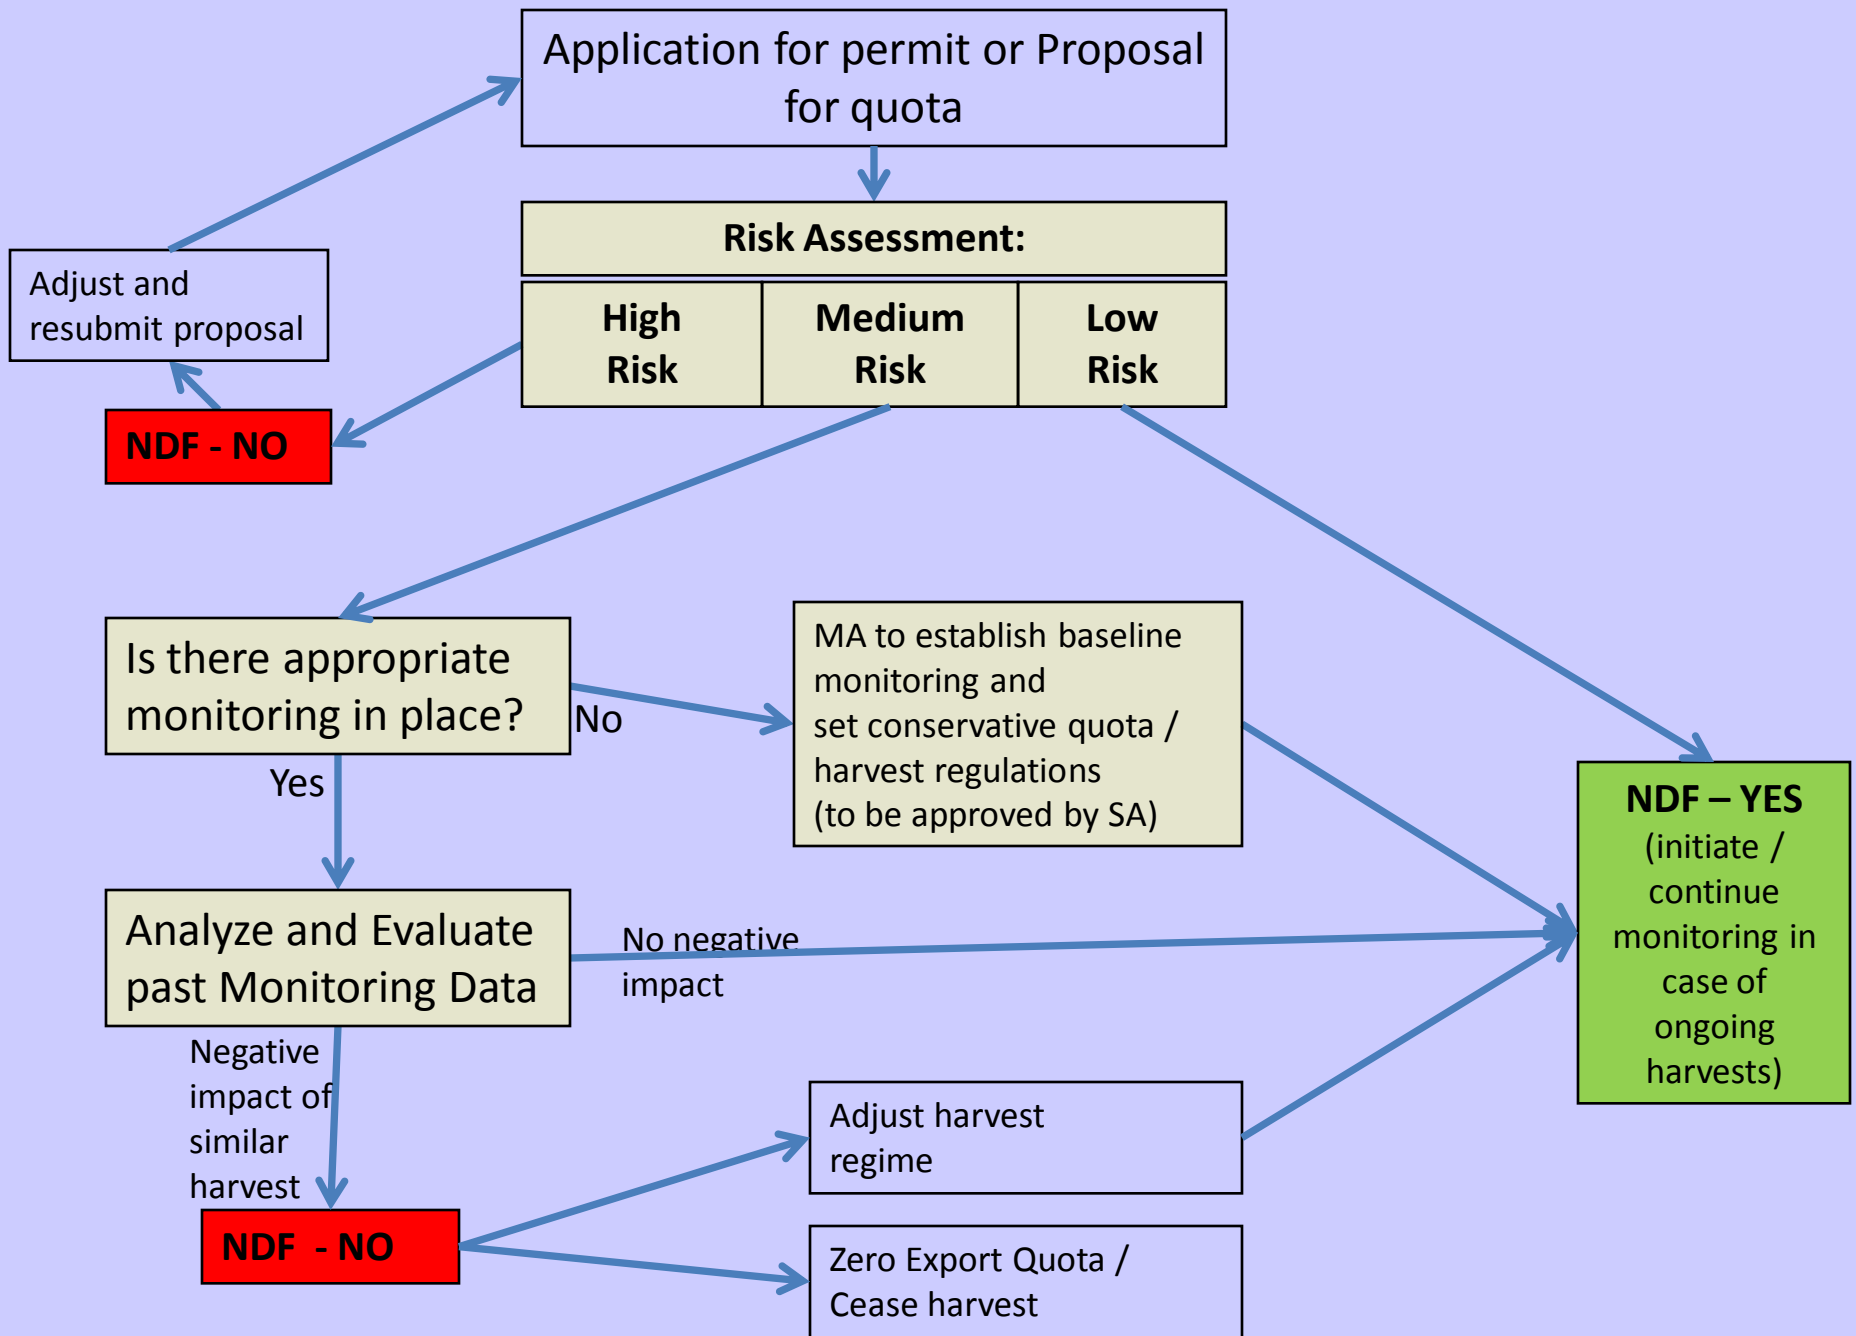 Application for permit or Proposal
for quota
Risk Assessment:
High
Risk
Medium
Risk
Low
Risk
Adjust and
resubmit proposal
NDF - NO
Is there appropriate
monitoring in place?
No
Yes
MA to establish baseline
monitoring and
set conservative quota /
harvest regulations
(to be approved by SA)
NDF – YES
(initiate /
continue
monitoring in
case of
ongoing
harvests)
Analyze and Evaluate
past Monitoring Data
No negative
impact
Negative
impact of
similar
harvest
NDF - NO
Adjust harvest
regime
Zero Export Quota /
Cease harvest